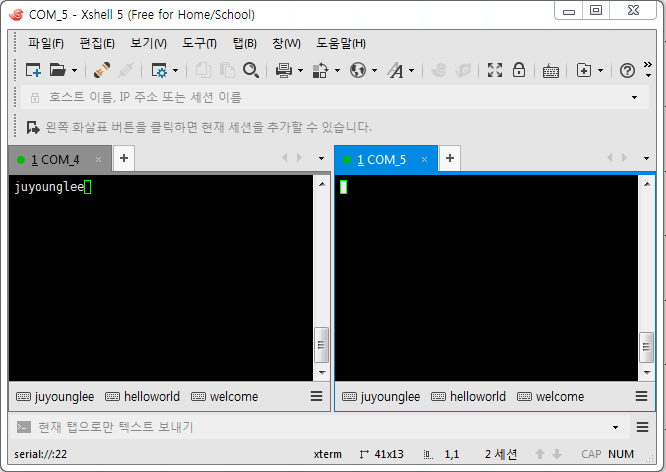 COM_5 - Xshell 5 (Free for Home/School)
파일(F) 편집(E) 보기(V) 도구(T) 탭(B) 창(W) 도움말(H)
호스트 이름, IP 주소 또는 세션 이름
왼쪽 화살표 버튼을 클릭하면 현재 세션을 추가할 수 있습니다.
1 COM_4 × + 1 COM_5 × +
juyounglee
juyounglee helloworld welcome juyounglee helloworld welcome
현재 탭으로만 텍스트 보내기
serial://:22 xterm 41x13 1,1 2 세션 CAP NUM